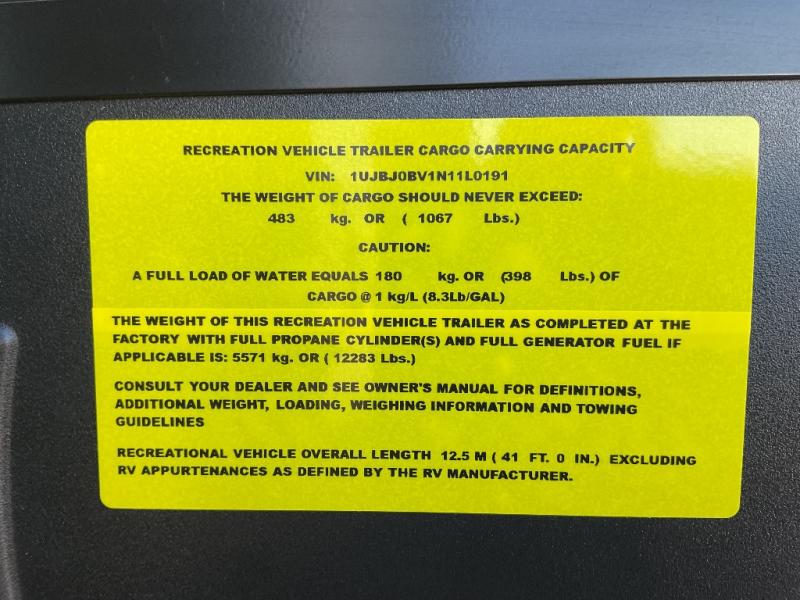 RECREATION VEHICLE TRAILER CARGO CARRYING CAPACITY
VIN: 1UJBJ0BV1N11L0191
THE WEIGHT OF CARGO SHOULD NEVER EXCEED:
483 kg. OR ( 1067 Lbs.)
CAUTION:
A FULL LOAD OF WATER EQUALS 180 kg. OR (398 Lbs.) OF
CARGO @ 1 kg/L (8.3Lb/GAL)
THE WEIGHT OF THIS RECREATION VEHICLE TRAILER AS COMPLETED AT THE
FACTORY WITH FULL PROPANE CYLINDER(S) AND FULL GENERATOR FUEL IF
APPLICABLE IS: 5571 kg. OR ( 12283 Lbs.)
CONSULT YOUR DEALER AND SEE OWNER'S MANUAL FOR DEFINITIONS,
ADDITIONAL WEIGHT, LOADING, WEIGHING INFORMATION AND TOWING
GUIDELINES
RECREATIONAL VEHICLE OVERALL LENGTH 12.5 M ( 41 FT. 0 IN.) EXCLUDING
RV APPURTENANCES AS DEFINED BY THE RV MANUFACTURER.